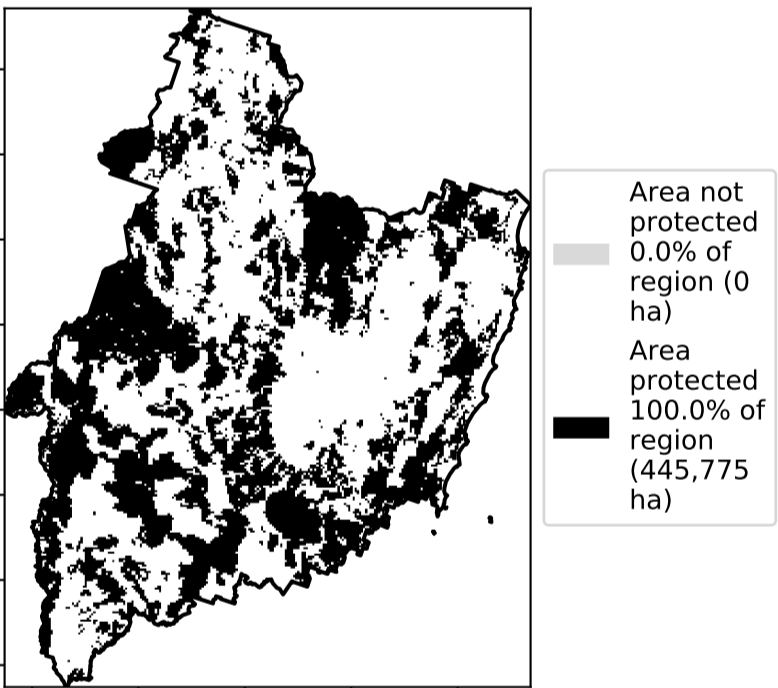 Area not
protected
0.0% of
region (0
ha)
Area
protected
100.0% of
region
(445,775
ha)